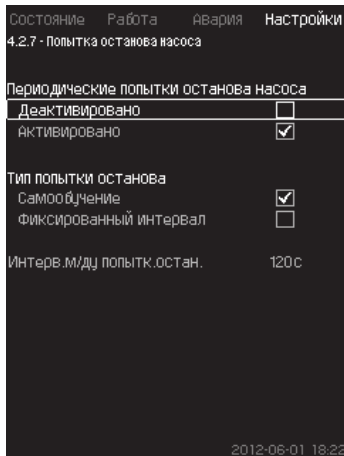 Состояние Работа Авария Настройки
4.2.7 - Попытка останова насоса
Периодические попытки останова насоса
Деактивировано
Активировано
Тип попытки останова
Самообучение
Фиксированный интервал
Интерв.м/ду попытк.остан. 120с
2012-06-01 18:22